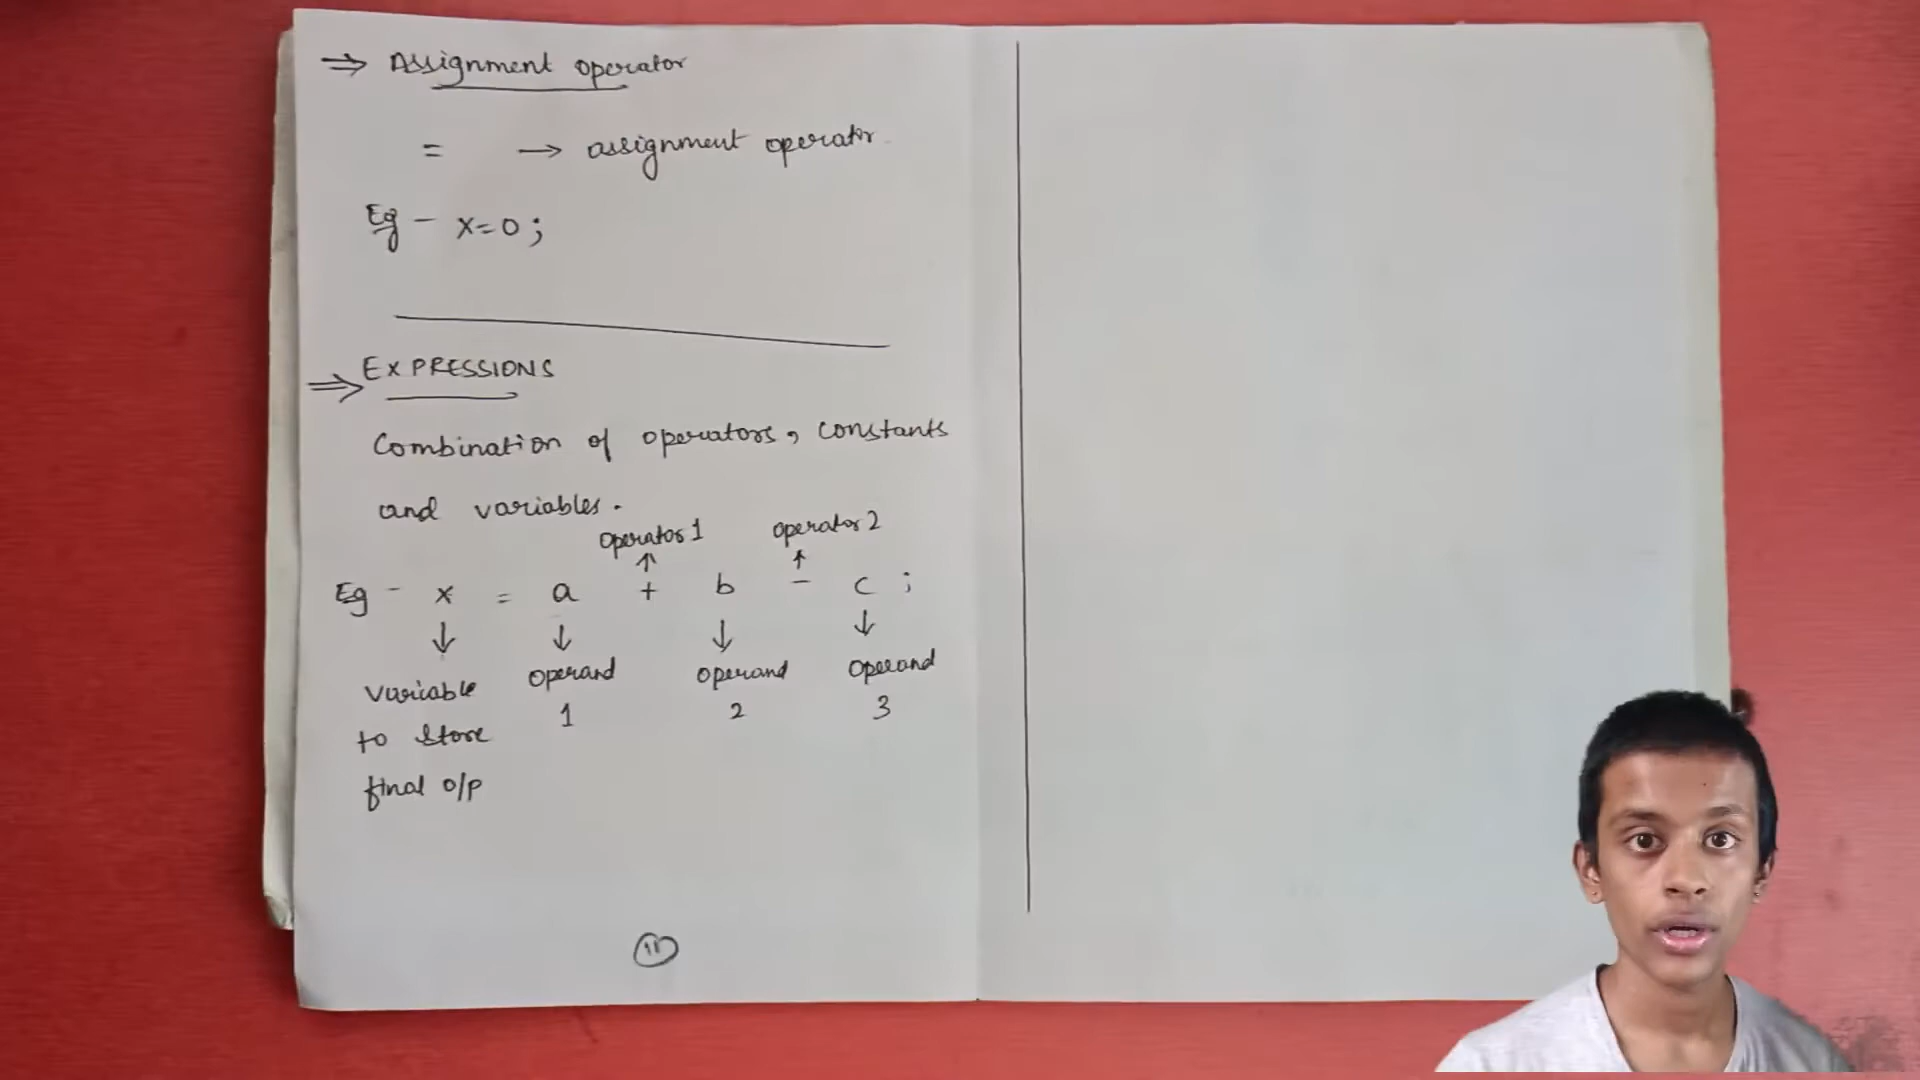 ⇒ Assignment operator
= → assignment operator
Eg - x=0;
⇒ EXPRESSIONS
Combination of operators, constants
and variables.
operator 1 operator 2
↑ ↑
Eg - x = a + b - c ;
↓ ↓ ↓ ↓
variable operand operand operand
1 2 3
to store
final o/p
11